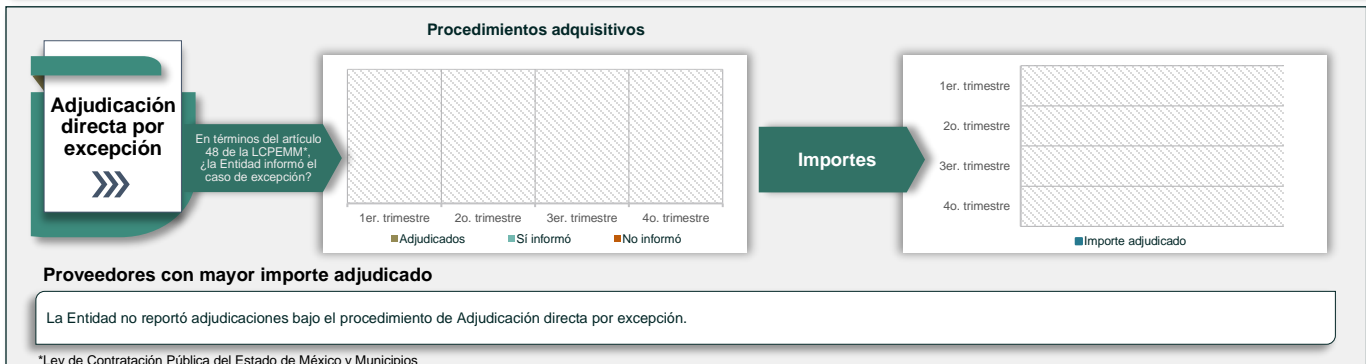 Procedimientos adquisitivos
Adjudicación
directa por
excepción
En términos del artículo
48 de la LCPEMM*,
¿la Entidad informó el
caso de excepción?
1er. trimestre
2o. trimestre
3er. trimestre
4o. trimestre
Adjudicados
Sí informó
No informó
Importes
1er. trimestre
2o. trimestre
3er. trimestre
4o. trimestre
Importe adjudicado
Proveedores con mayor importe adjudicado
La Entidad no reportó adjudicaciones bajo el procedimiento de Adjudicación directa por excepción.
*Ley de Contratación Pública del Estado de México y Municipios